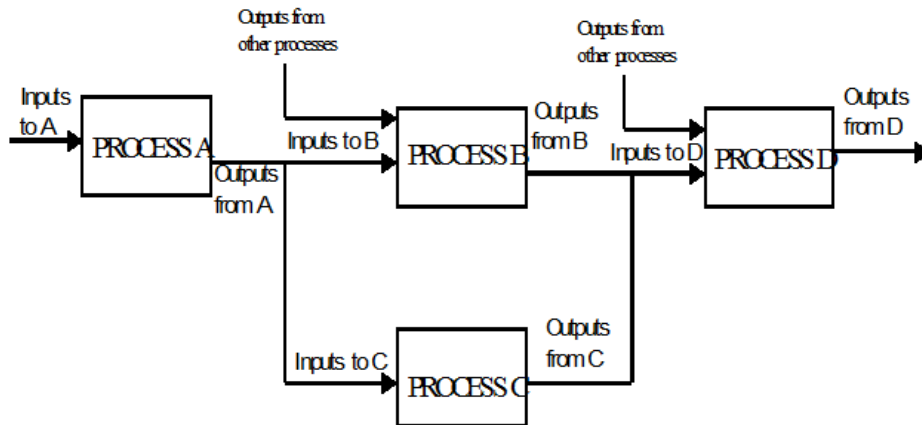 Outputs from
other processes
Outputs from
other processes
Inputs
to A
PROCESS A
Outputs
from A
Inputs to B
PROCESS B
Outputs
from B
Inputs to D
PROCESS D
Outputs
from D
Inputs to C
PROCESS C
Outputs
from C